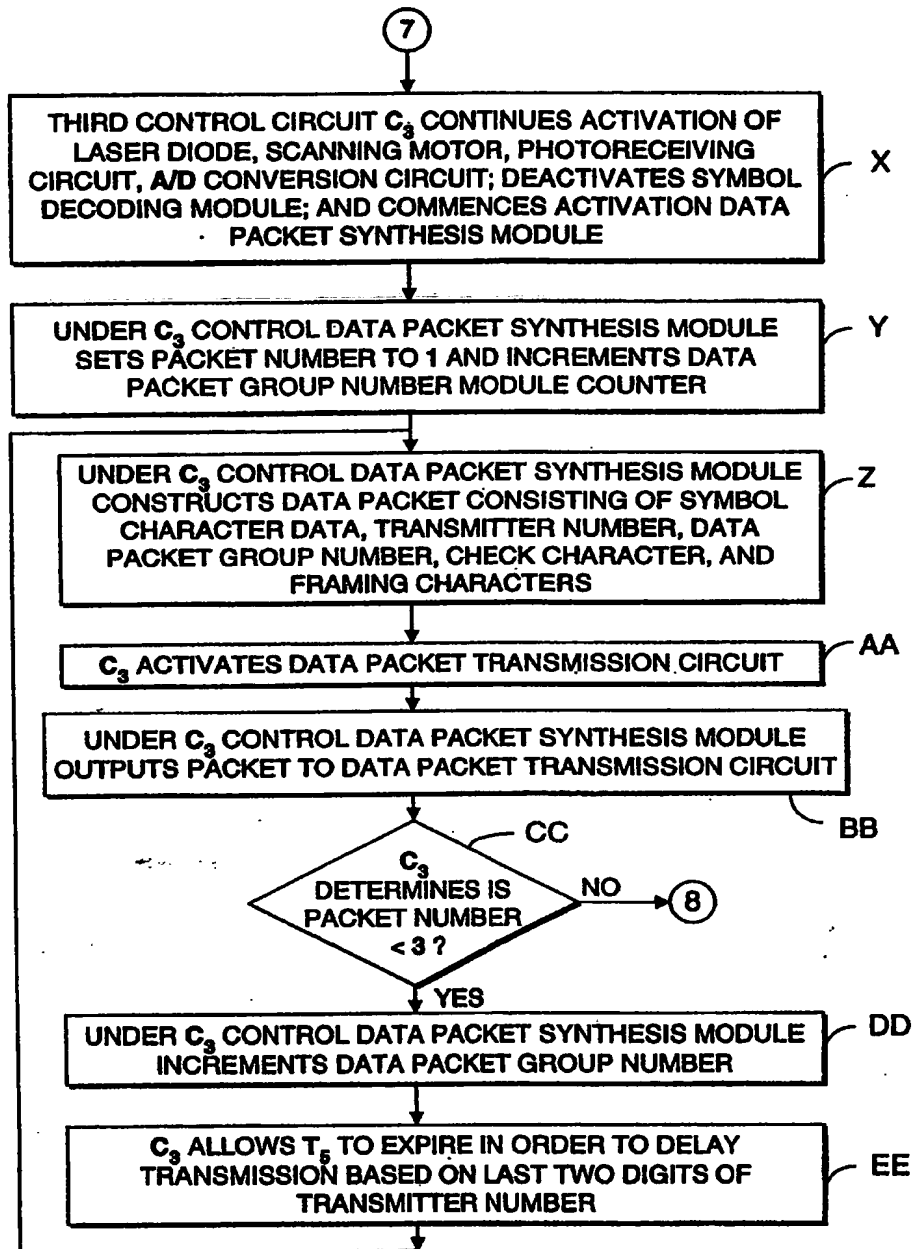 7
THIRD CONTROL CIRCUIT C₃ CONTINUES ACTIVATION OF
LASER DIODE, SCANNING MOTOR, PHOTORECEIVING
CIRCUIT, A/D CONVERSION CIRCUIT; DEACTIVATES SYMBOL
DECODING MODULE; AND COMMENCES ACTIVATION DATA
PACKET SYNTHESIS MODULE
X
UNDER C₃ CONTROL DATA PACKET SYNTHESIS MODULE
SETS PACKET NUMBER TO 1 AND INCREMENTS DATA
PACKET GROUP NUMBER MODULE COUNTER
Y
UNDER C₃ CONTROL DATA PACKET SYNTHESIS MODULE
CONSTRUCTS DATA PACKET CONSISTING OF SYMBOL
CHARACTER DATA, TRANSMITTER NUMBER, DATA
PACKET GROUP NUMBER, CHECK CHARACTER, AND
FRAMING CHARACTERS
Z
C₃ ACTIVATES DATA PACKET TRANSMISSION CIRCUIT
AA
UNDER C₃ CONTROL DATA PACKET SYNTHESIS MODULE
OUTPUTS PACKET TO DATA PACKET TRANSMISSION CIRCUIT
BB
CC
C₃
DETERMINES IS
PACKET NUMBER
< 3 ?
NO
8
YES
UNDER C₃ CONTROL DATA PACKET SYNTHESIS MODULE
INCREMENTS DATA PACKET GROUP NUMBER
DD
C₃ ALLOWS T₅ TO EXPIRE IN ORDER TO DELAY
TRANSMISSION BASED ON LAST TWO DIGITS OF
TRANSMITTER NUMBER
EE